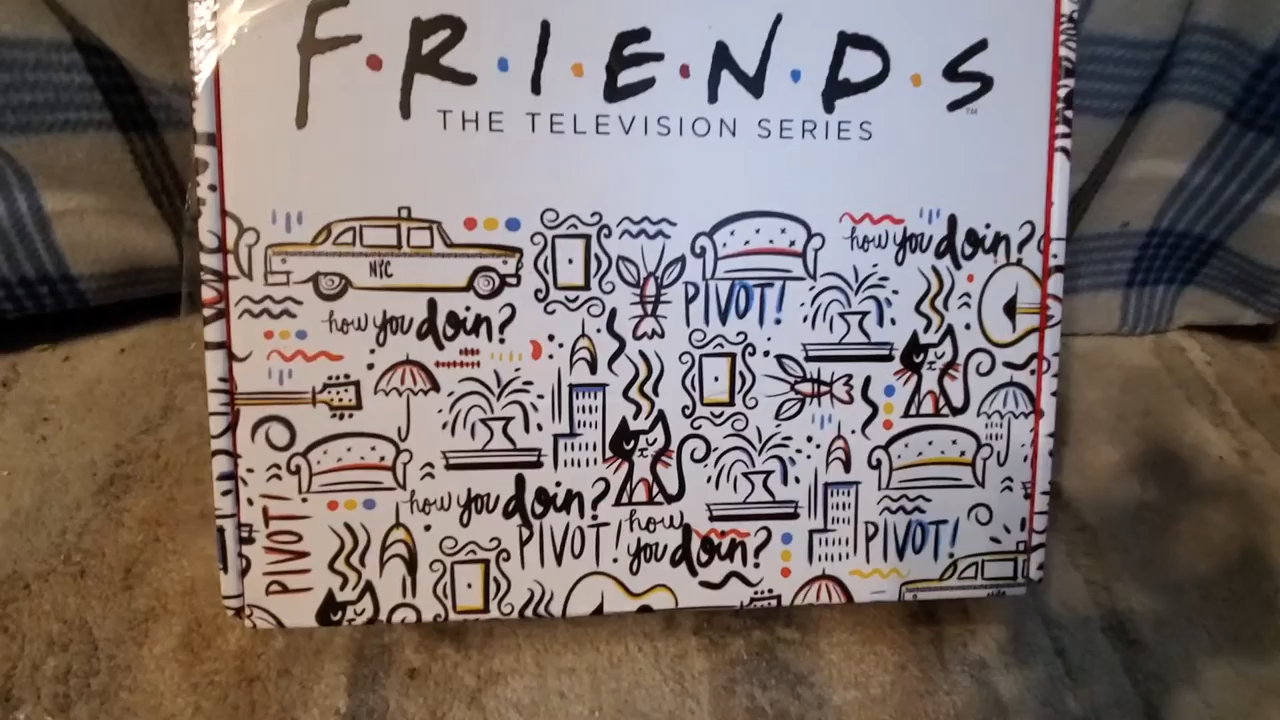 F·R·I·E·N·D·S
™
THE TELEVISION SERIES
how you doin?
NYC
PIVOT!
how you doin?
how you doin?
PIVOT!
PIVOT!
how
you doin?
PIVOT!